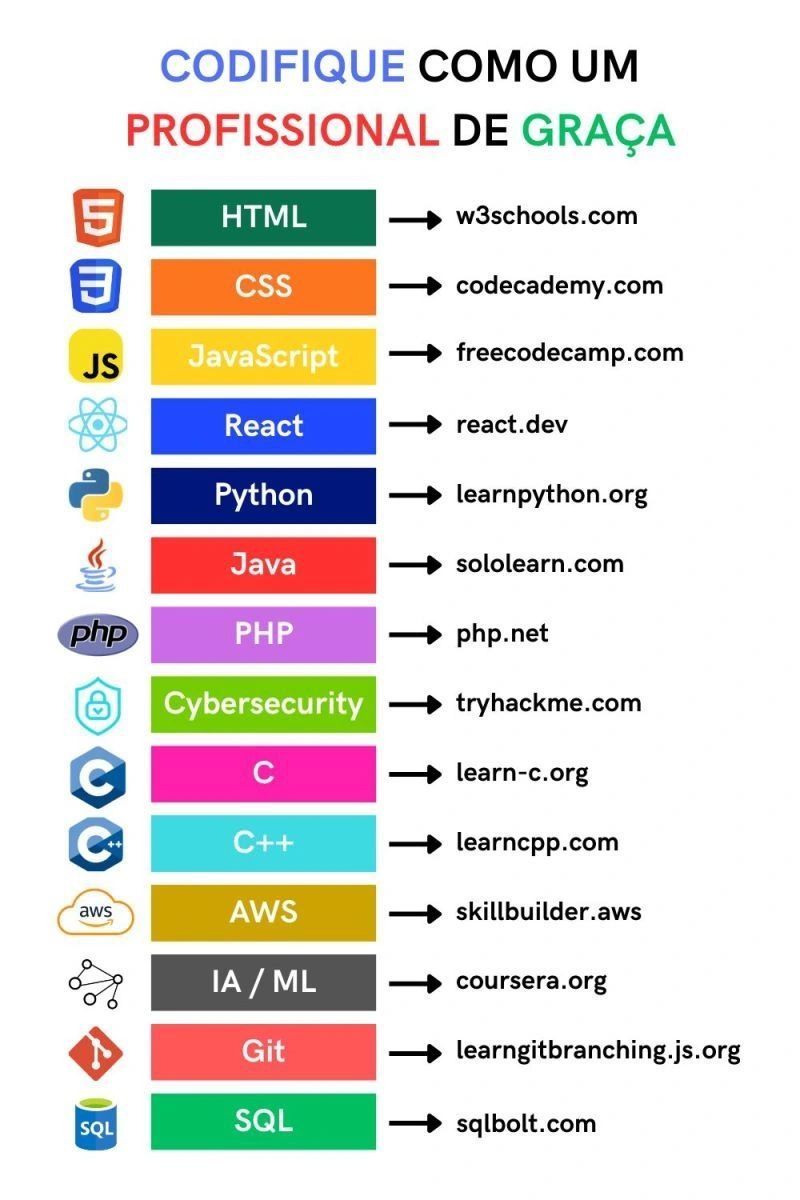 CODIFIQUE COMO UM
PROFISSIONAL DE GRAÇA
HTML w3schools.com
CSS codecademy.com
JS JavaScript freecodecamp.com
React react.dev
Python learnpython.org
Java sololearn.com
php PHP php.net
Cybersecurity tryhackme.com
C C learn-c.org
C++ C++ learncpp.com
aws AWS skillbuilder.aws
IA / ML coursera.org
Git learngitbranching.js.org
SQL SQL sqlbolt.com